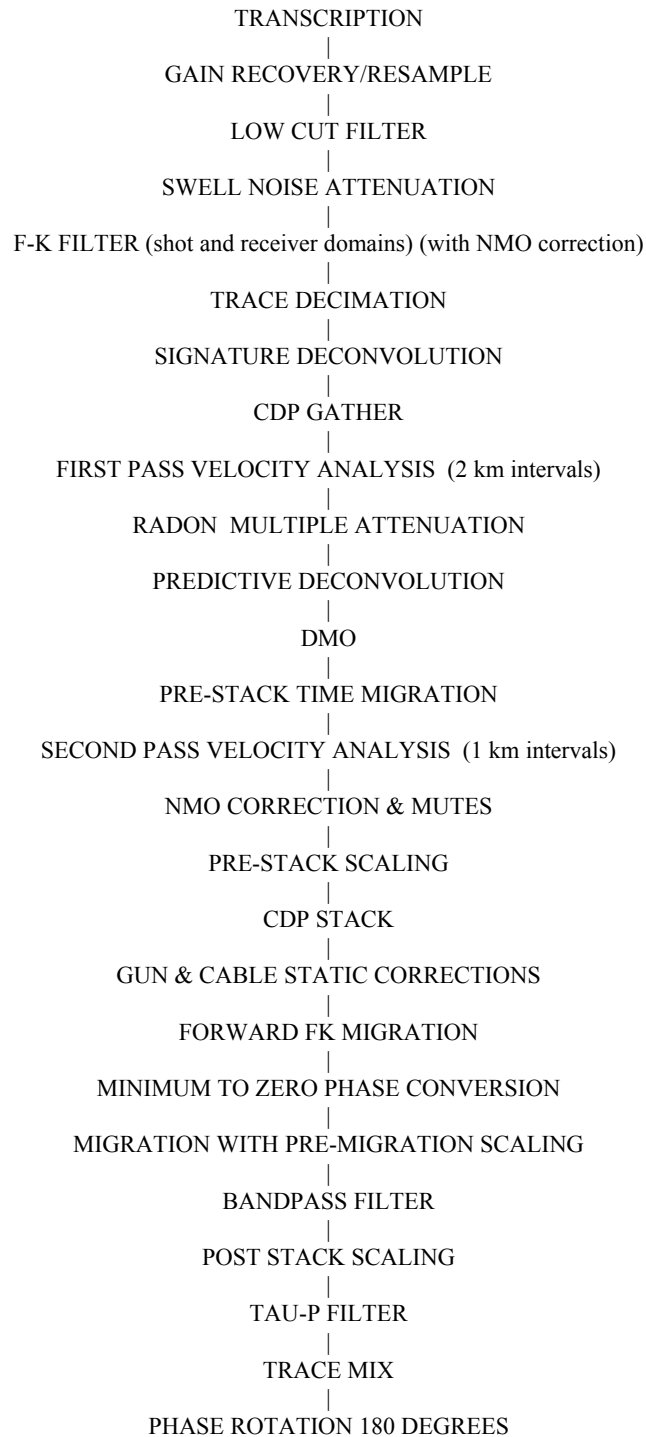 TRANSCRIPTION
|
GAIN RECOVERY/RESAMPLE
|
LOW CUT FILTER
|
SWELL NOISE ATTENUATION
|
F-K FILTER (shot and receiver domains) (with NMO correction)
|
TRACE DECIMATION
|
SIGNATURE DECONVOLUTION
|
CDP GATHER
|
FIRST PASS VELOCITY ANALYSIS (2 km intervals)
|
RADON MULTIPLE ATTENUATION
|
PREDICTIVE DECONVOLUTION
|
DMO
|
PRE-STACK TIME MIGRATION
|
SECOND PASS VELOCITY ANALYSIS (1 km intervals)
|
NMO CORRECTION & MUTES
|
PRE-STACK SCALING
|
CDP STACK
|
GUN & CABLE STATIC CORRECTIONS
|
FORWARD FK MIGRATION
|
MINIMUM TO ZERO PHASE CONVERSION
|
MIGRATION WITH PRE-MIGRATION SCALING
|
BANDPASS FILTER
|
POST STACK SCALING
|
TAU-P FILTER
|
TRACE MIX
|
PHASE ROTATION 180 DEGREES